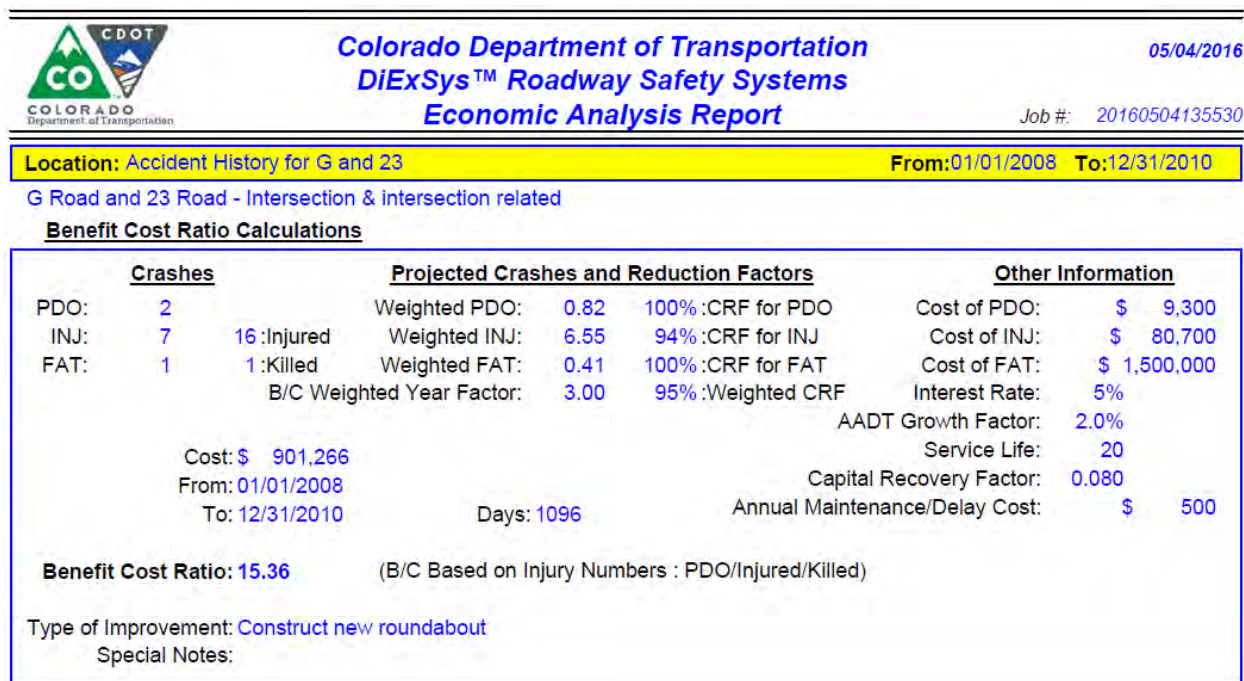 CDOT
CO
COLORADO
Department of Transportation
Colorado Department of Transportation
DiExSys™ Roadway Safety Systems
Economic Analysis Report
05/04/2016
Job #: 20160504135530
Location: Accident History for G and 23 From:01/01/2008 To:12/31/2010
G Road and 23 Road - Intersection & intersection related
Benefit Cost Ratio Calculations
Crashes Projected Crashes and Reduction Factors Other Information
PDO: 2 Weighted PDO: 0.82 100% :CRF for PDO Cost of PDO: $ 9,300
INJ: 7 16 :Injured Weighted INJ: 6.55 94% :CRF for INJ Cost of INJ: $ 80,700
FAT: 1 1 :Killed Weighted FAT: 0.41 100% :CRF for FAT Cost of FAT: $ 1,500,000
B/C Weighted Year Factor: 3.00 95% :Weighted CRF Interest Rate: 5%
AADT Growth Factor: 2.0%
Cost: $ 901,266 Service Life: 20
From: 01/01/2008 Capital Recovery Factor: 0.080
To: 12/31/2010 Days: 1096 Annual Maintenance/Delay Cost: $ 500
Benefit Cost Ratio: 15.36 (B/C Based on Injury Numbers : PDO/Injured/Killed)
Type of Improvement: Construct new roundabout
Special Notes: